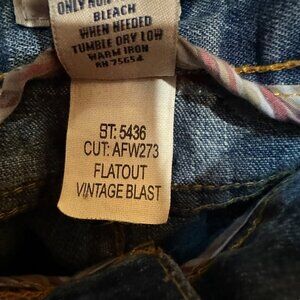 ONLY NON
BLEACH
WHEN NEEDED
TUMBLE DRY LOW
WARM IRON
RN 75654
ST: 5436
CUT: AFW273
FLATOUT
VINTAGE BLAST